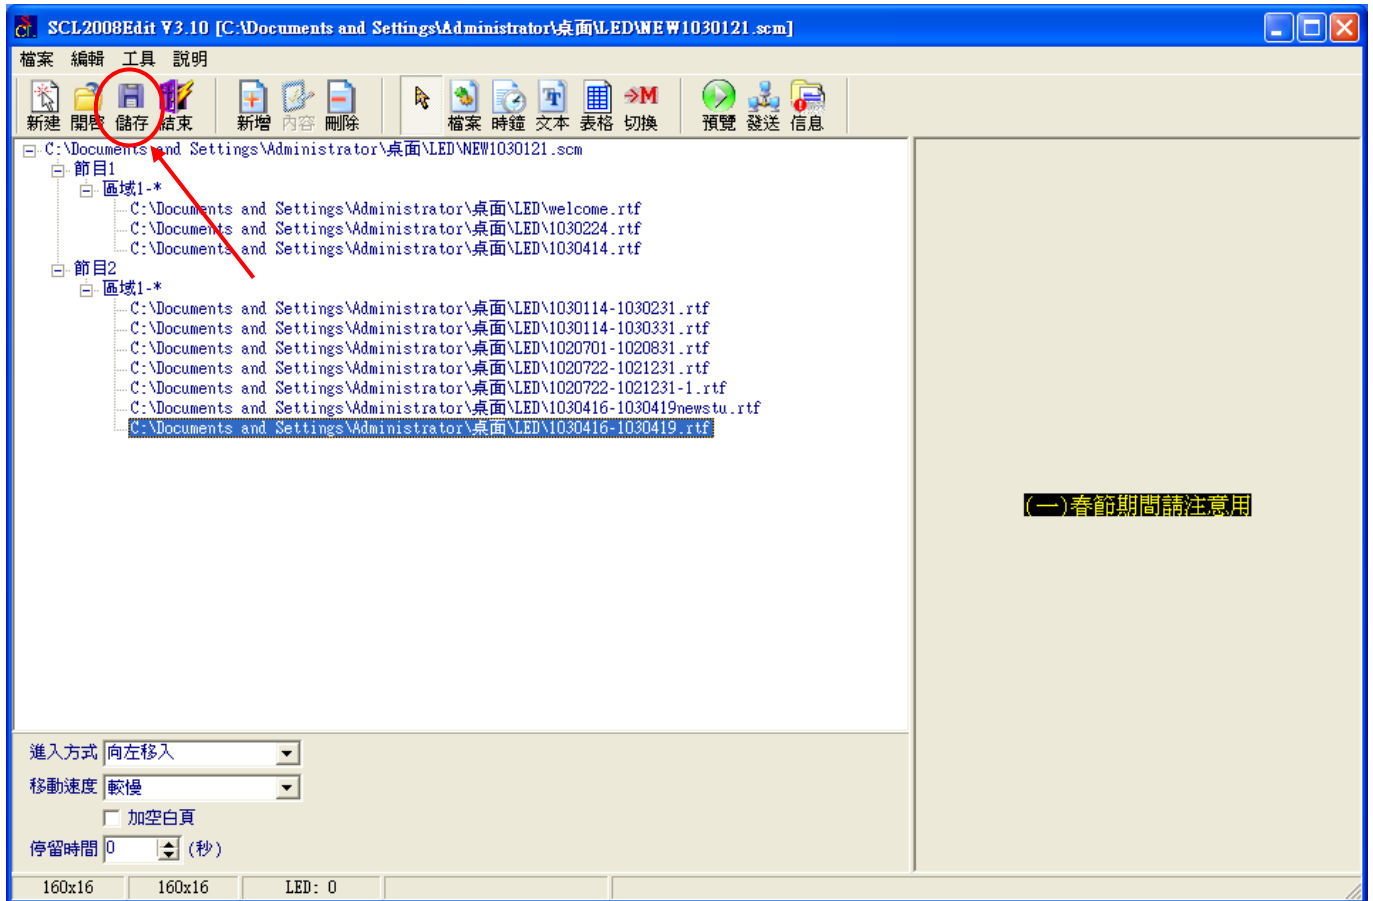 SCL2008Edit V3.10 [C:\Documents and Settings\Administrator\桌面\LED\NEW1030121.scm]
檔案 編輯 工具 說明
新建 開啓 儲存 結束 新增 內容 刪除 檔案 時鐘 文本 表格 切換 預覽 發送 信息
C:\Documents and Settings\Administrator\桌面\LED\NEW1030121.scm
節目1
區域1-*
C:\Documents and Settings\Administrator\桌面\LED\welcome.rtf
C:\Documents and Settings\Administrator\桌面\LED\1030224.rtf
C:\Documents and Settings\Administrator\桌面\LED\1030414.rtf
節目2
區域1-*
C:\Documents and Settings\Administrator\桌面\LED\1030114-1030231.rtf
C:\Documents and Settings\Administrator\桌面\LED\1030114-1030331.rtf
C:\Documents and Settings\Administrator\桌面\LED\1020701-1020831.rtf
C:\Documents and Settings\Administrator\桌面\LED\1020722-1021231.rtf
C:\Documents and Settings\Administrator\桌面\LED\1020722-1021231-1.rtf
C:\Documents and Settings\Administrator\桌面\LED\1030416-1030419newstu.rtf
C:\Documents and Settings\Administrator\桌面\LED\1030416-1030419.rtf
(一)春節期間請注意用
進入方式 向左移入
移動速度 較慢
加空白頁
停留時間 0 (秒)
160x16 160x16 LED: 0